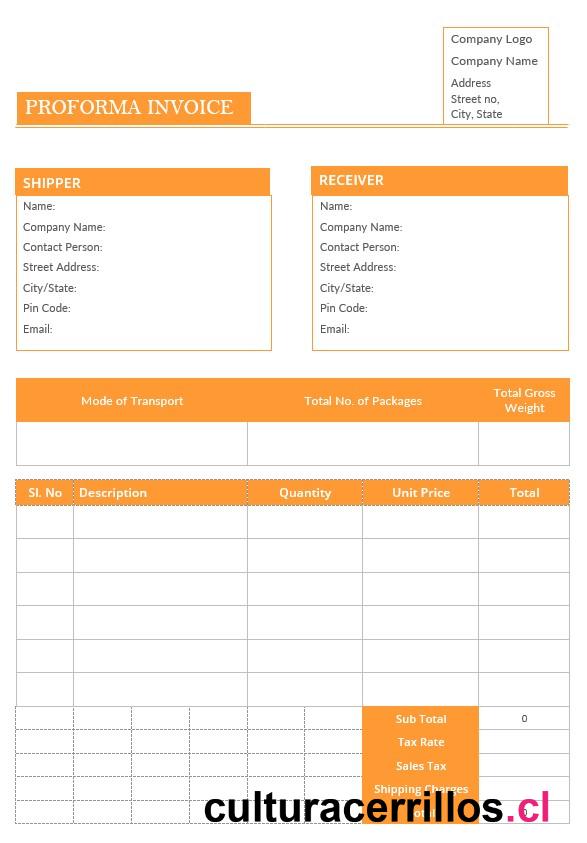 Company Logo
Company Name
Address
Street no,
City, State
PROFORMA INVOICE
SHIPPER
Name:
Company Name:
Contact Person:
Street Address:
City/State:
Pin Code:
Email:
RECEIVER
Name:
Company Name:
Contact Person:
Street Address:
City/State:
Pin Code:
Email:
Mode of Transport
Total No. of Packages
Total Gross
Weight
Sl. No Description Quantity Unit Price Total
Sub Total 0
Tax Rate
Sales Tax
Shipping Charges
culturacerrillos.cl